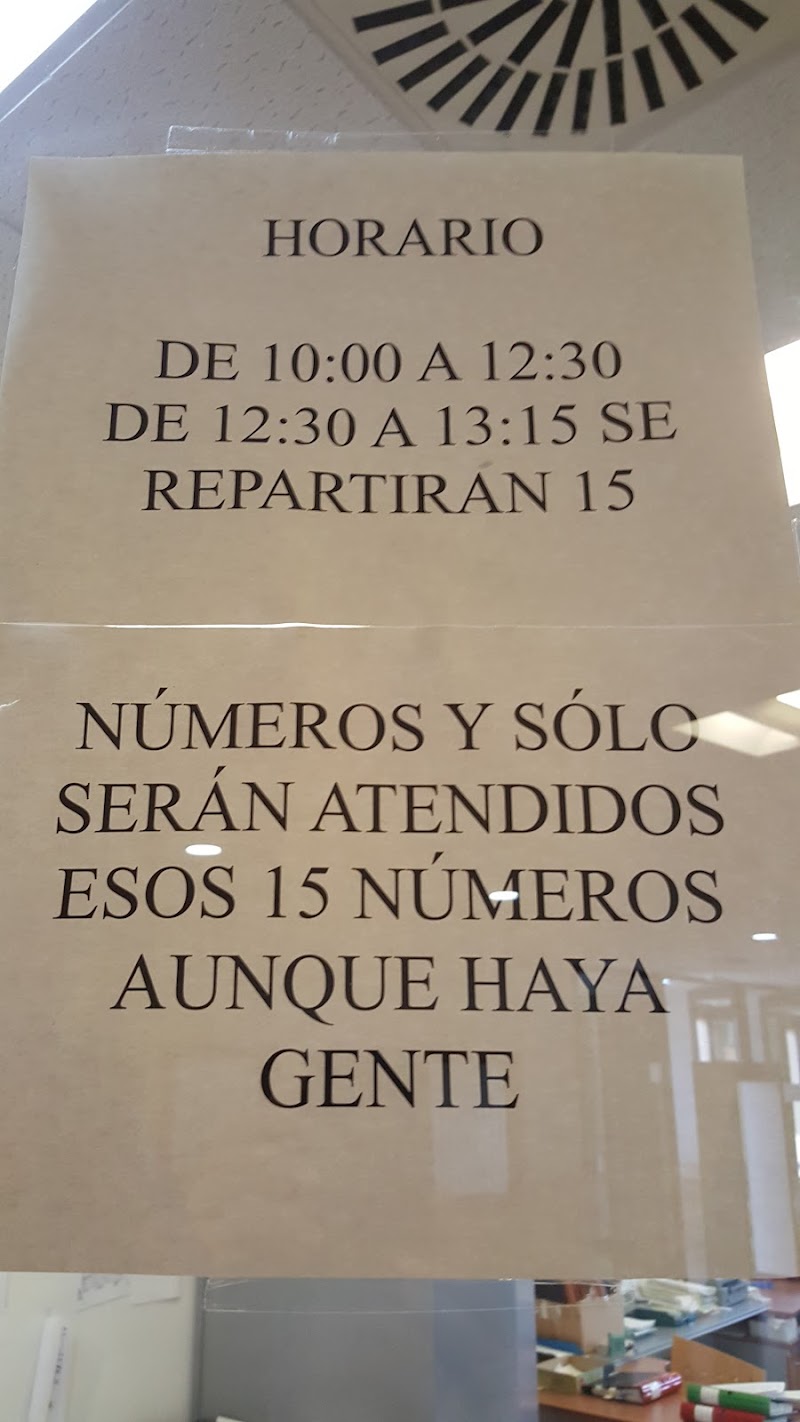 HORARIO
DE 10:00 A 12:30
DE 12:30 A 13:15 SE
REPARTIRÁN 15
NÚMEROS Y SÓLO
SERÁN ATENDIDOS
ESOS 15 NÚMEROS
AUNQUE HAYA
GENTE